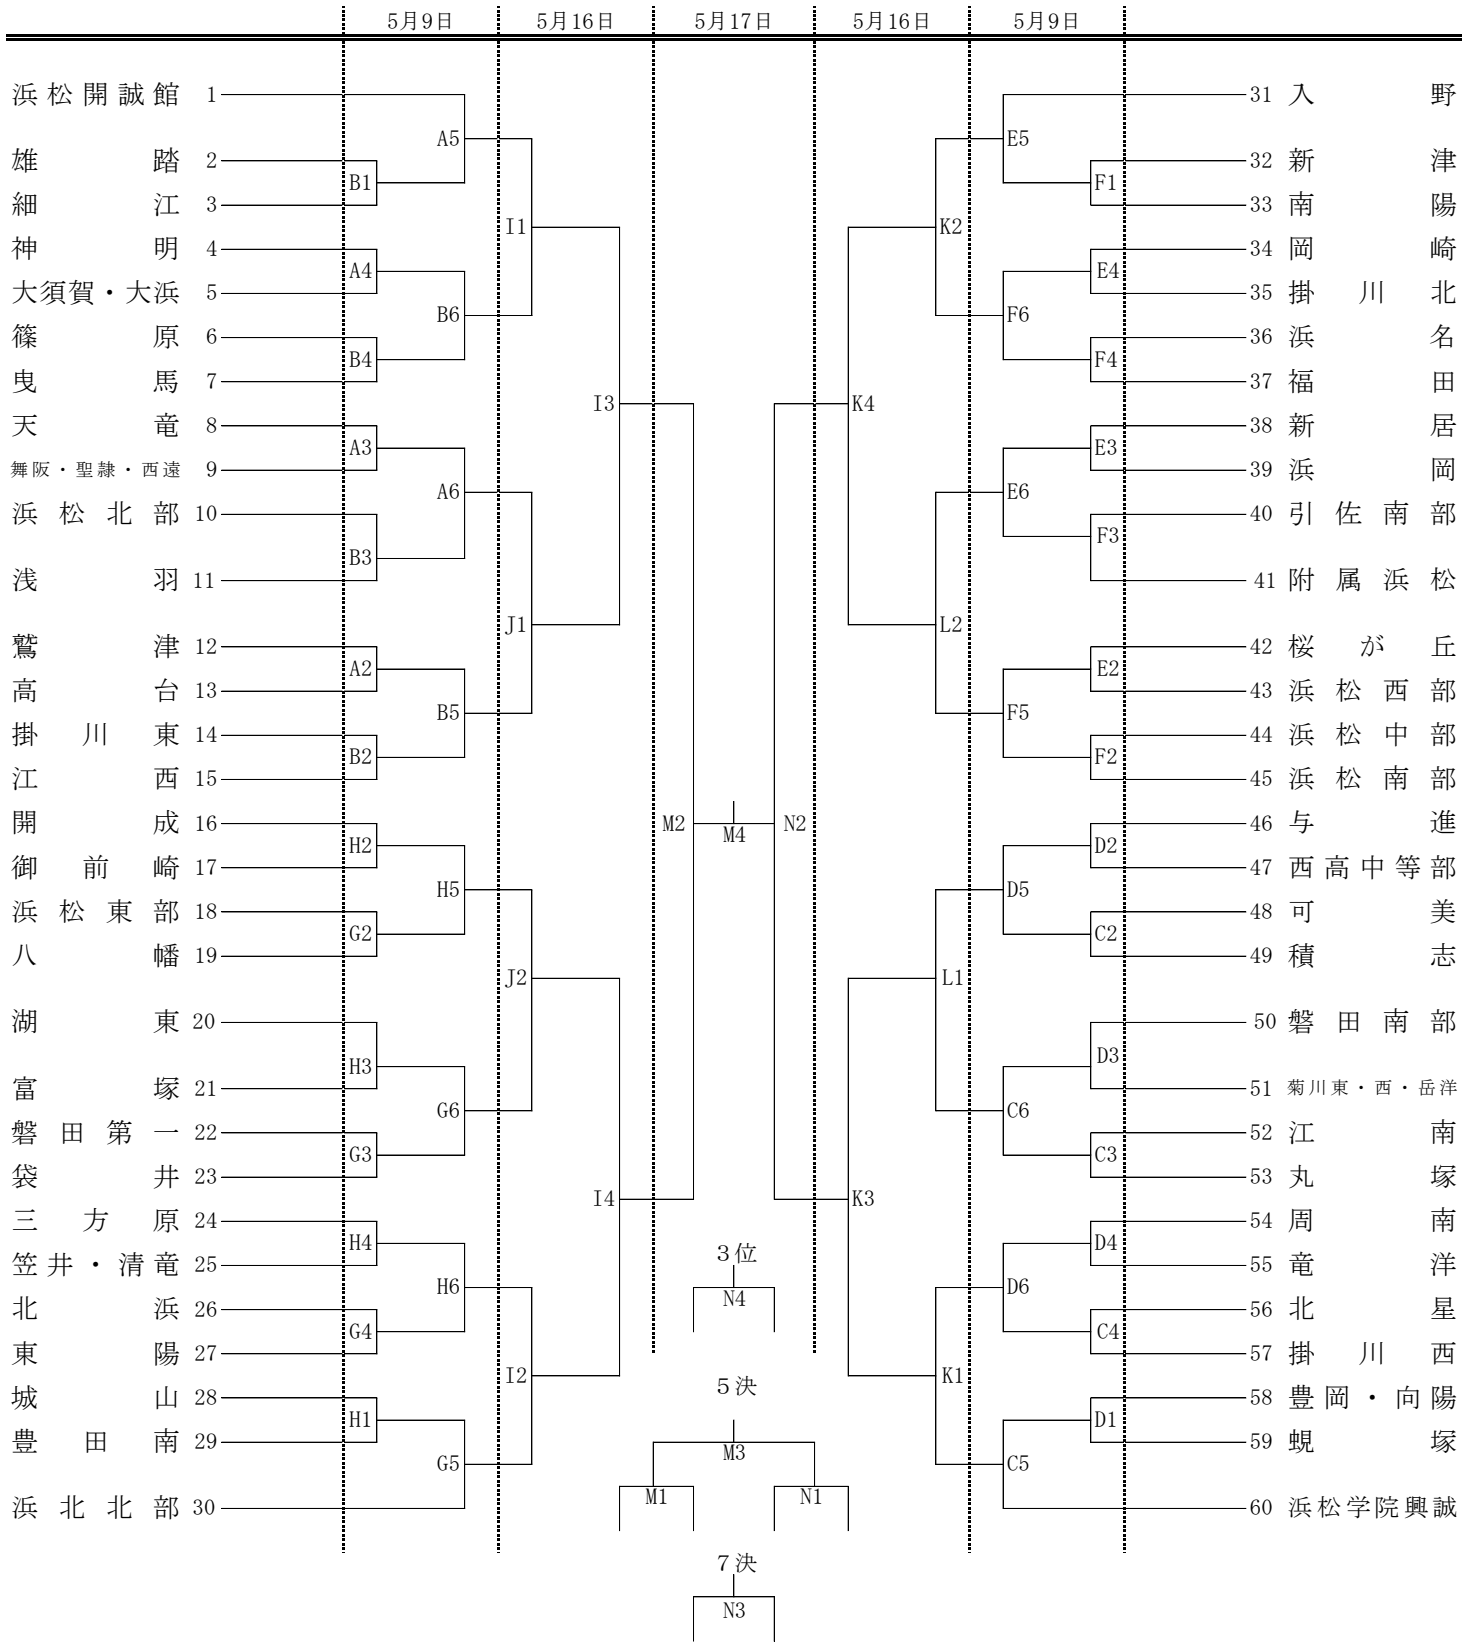 5月9日 5月16日 5月17日 5月16日 5月9日
浜松開誠館 1 31 入野
A5 E5
雄踏 2 32 新津
B1 F1
細江 3 33 南陽
I1 K2
神明 4 34 岡崎
A4 E4
大須賀・大浜 5 35 掛川北
B6 F6
篠原 6 36 浜名
B4 F4
曳馬 7 37 福田
I3 K4
天竜 8 38 新居
A3 E3
舞阪・聖隷・西遠 9 39 浜岡
A6 E6
浜松北部 10 40 引佐南部
B3 F3
浅羽 11 41 附属浜松
J1 L2
鷲津 12 42 桜が丘
A2 E2
高台 13 43 浜松西部
B5 F5
掛川東 14 44 浜松中部
B2 F2
江西 15 45 浜松南部
開成 16 M2 M4 N2 46 与進
H2 D2
御前崎 17 47 西高中等部
H5 D5
浜松東部 18 48 可美
G2 C2
八幡 19 49 積志
J2 L1
湖東 20 50 磐田南部
H3 D3
富塚 21 51 菊川東・西・岳洋
G6 C6
磐田第一 22 52 江南
G3 C3
袋井 23 53 丸塚
I4 K3
三方原 24 54 周南
H4 3位 D4
笠井・清竜 25 55 竜洋
H6 N4 D6
北浜 26 56 北星
G4 C4
東陽 27 57 掛川西
I2 5決 K1
城山 28 58 豊岡・向陽
H1 D1
豊田南 29 59 蜆塚
G5 M3 C5
M1 N1
浜北北部 30 60 浜松学院興誠
7決
N3